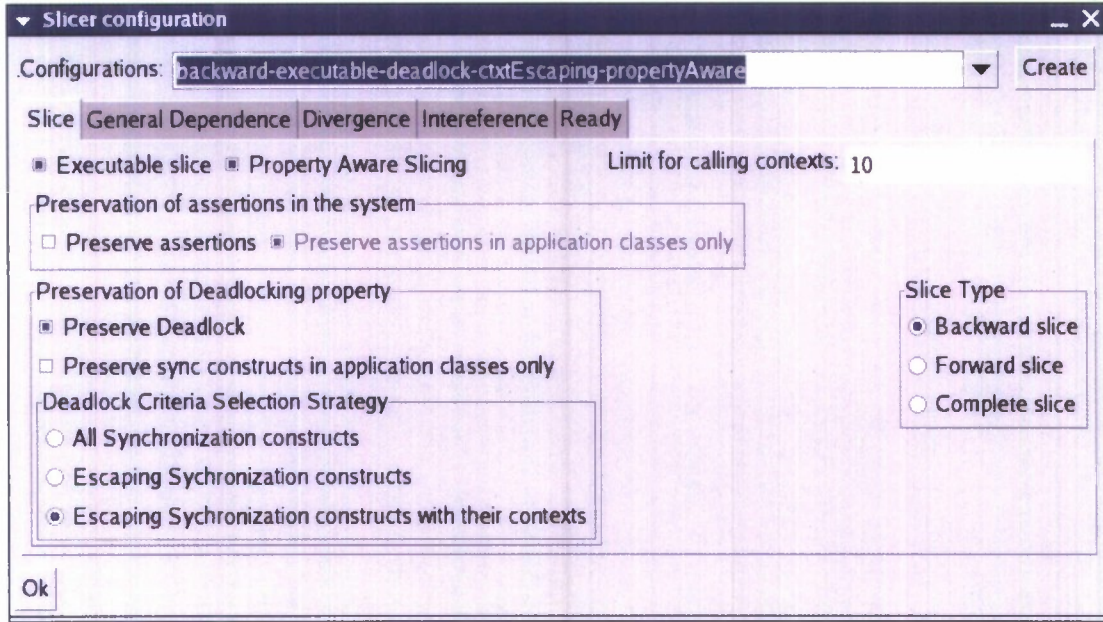 Slicer configuration
Configurations: backward-executable-deadlock-ctxtEscaping-propertyAware Create
Slice General Dependence Divergence Intereference Ready
Executable slice Property Aware Slicing Limit for calling contexts: 10
Preservation of assertions in the system
Preserve assertions Preserve assertions in application classes only
Preservation of Deadlocking property
Preserve Deadlock
Preserve sync constructs in application classes only
Deadlock Criteria Selection Strategy
All Synchronization constructs
Escaping Sychronization constructs
Escaping Sychronization constructs with their contexts
Slice Type
Backward slice
Forward slice
Complete slice
Ok